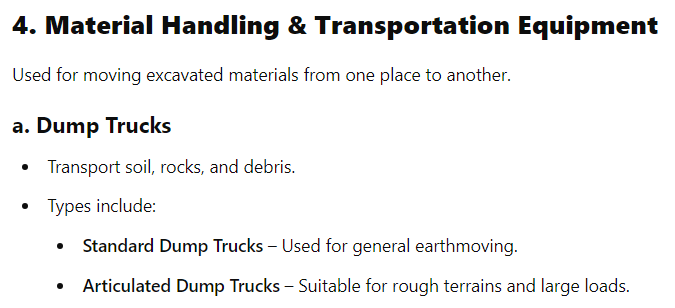 4. Material Handling & Transportation Equipment
Used for moving excavated materials from one place to another.
a. Dump Trucks
• Transport soil, rocks, and debris.
• Types include:
• Standard Dump Trucks – Used for general earthmoving.
• Articulated Dump Trucks – Suitable for rough terrains and large loads.